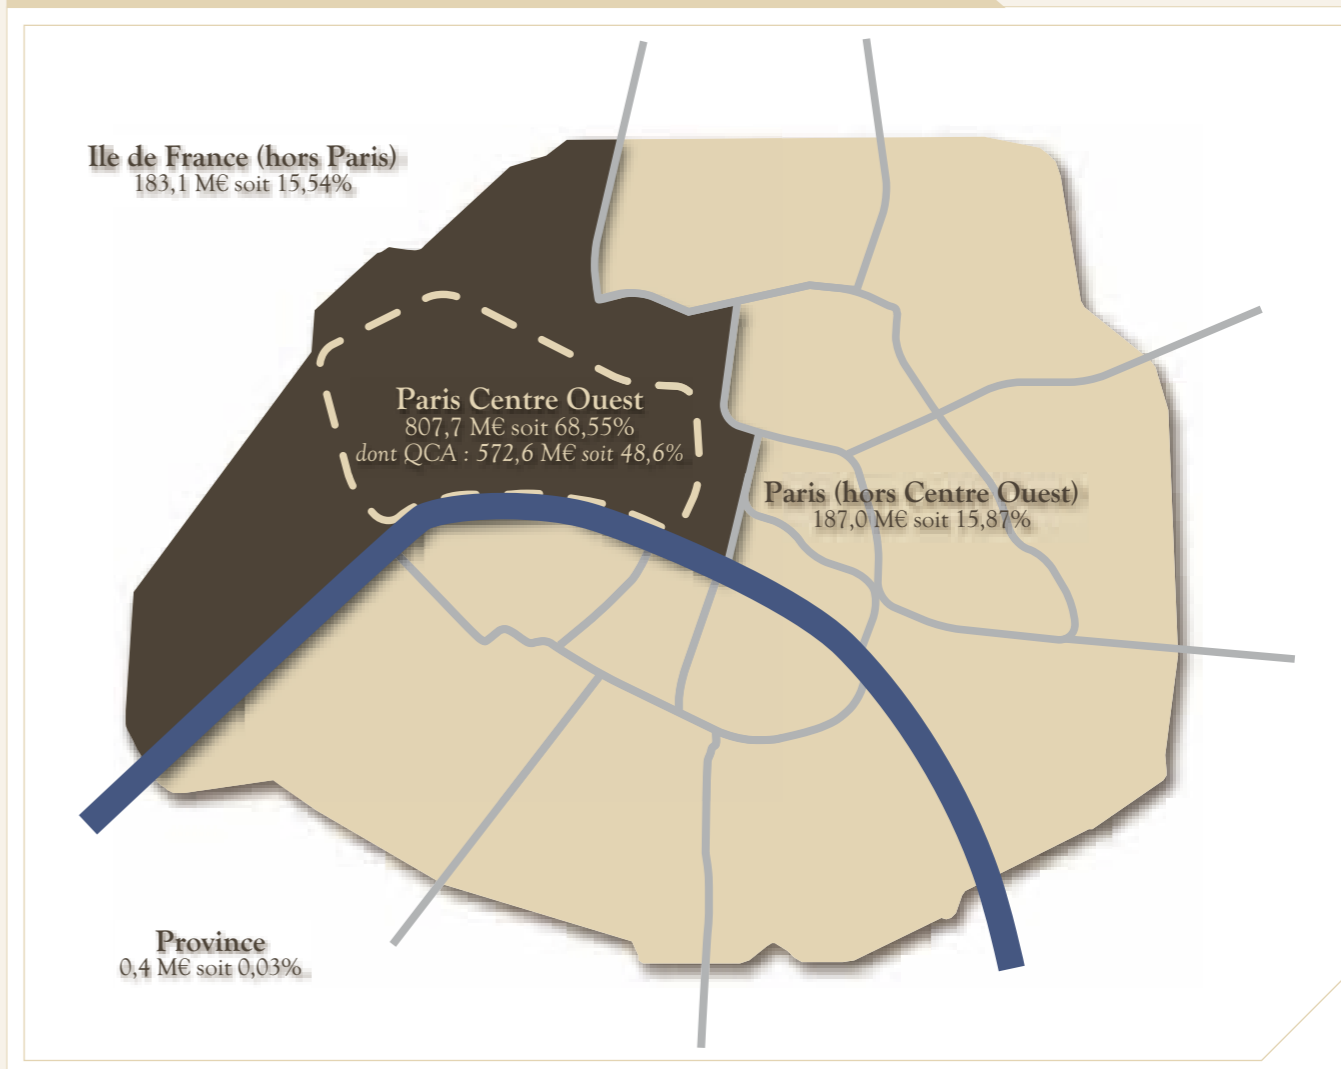 Ile de France (hors Paris)
183,1 M€ soit 15,54%
Paris Centre Ouest
807,7 M€ soit 68,55%
dont QCA : 572,6 M€ soit 48,6%
Paris (hors Centre Ouest)
187,0 M€ soit 15,87%
Province
0,4 M€ soit 0,03%